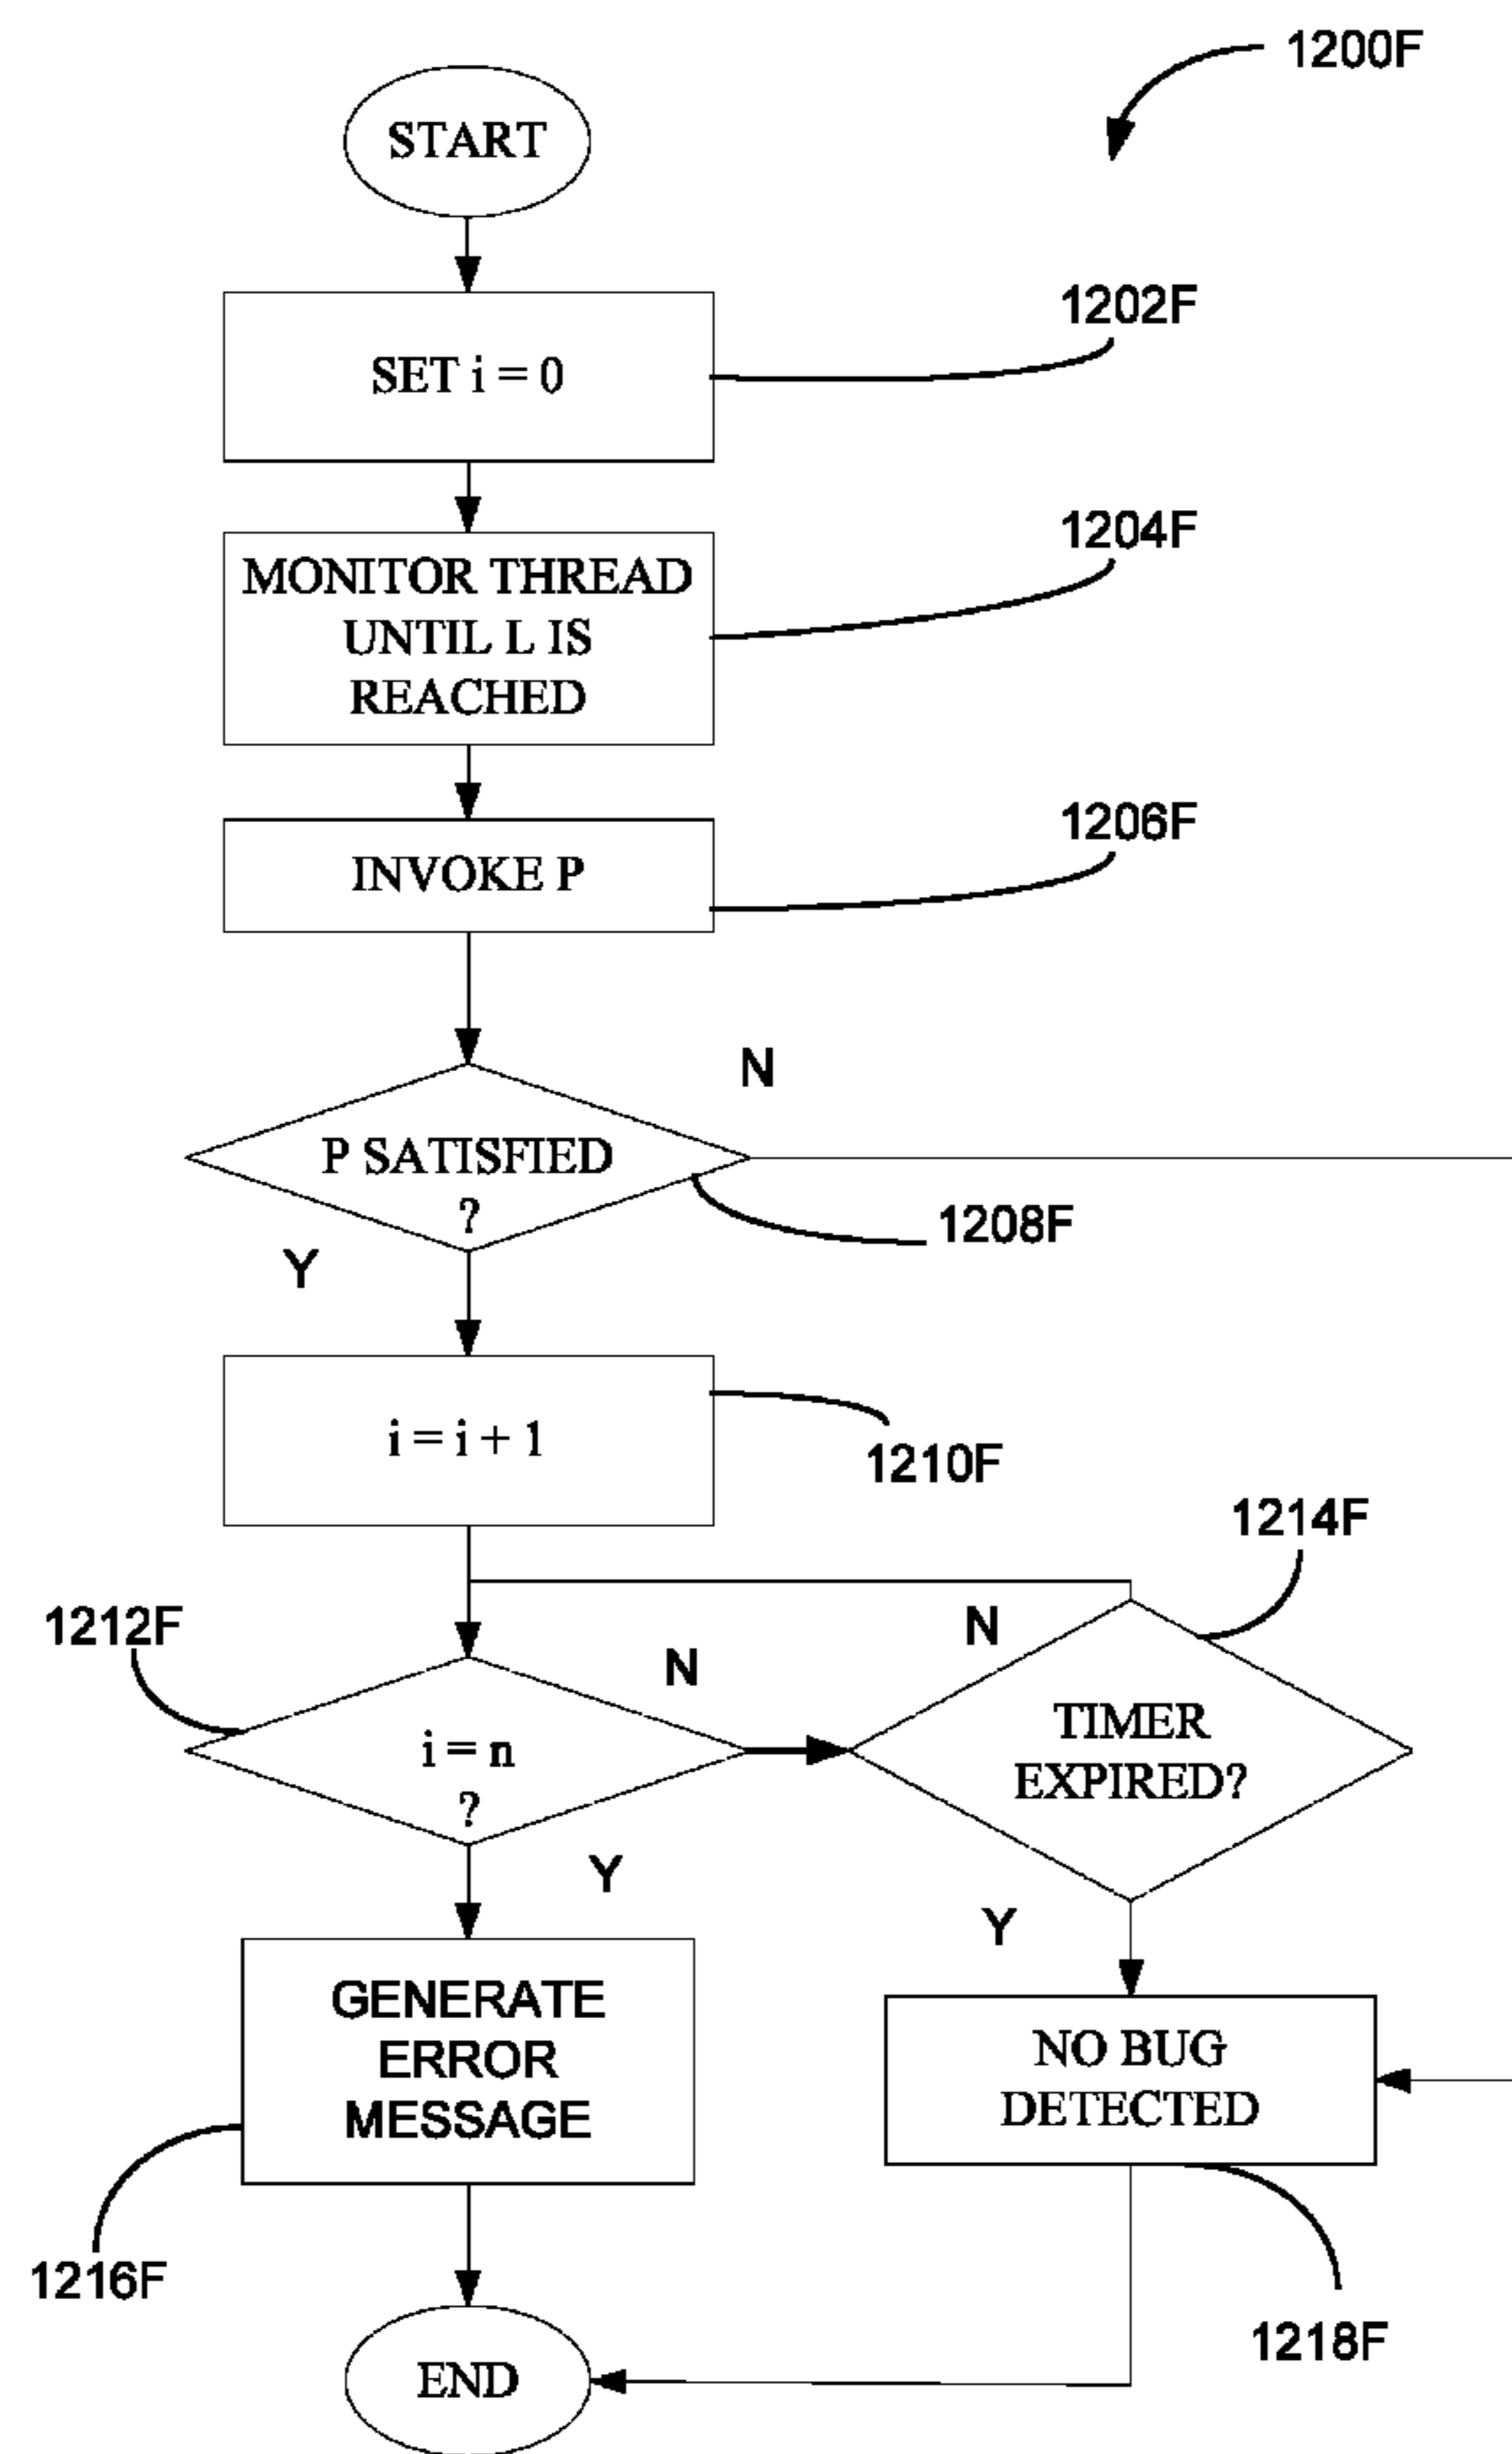 1200F
START
1202F
SET i = 0
1204F
MONITOR THREAD
UNTIL L IS
REACHED
1206F
INVOKE P
N
P SATISFIED
?
1208F
Y
i = i + 1
1210F
1214F
1212F
N
N
TIMER
EXPIRED?
i = n
?
Y
Y
GENERATE
ERROR
MESSAGE
NO BUG
DETECTED
1216F
1218F
END